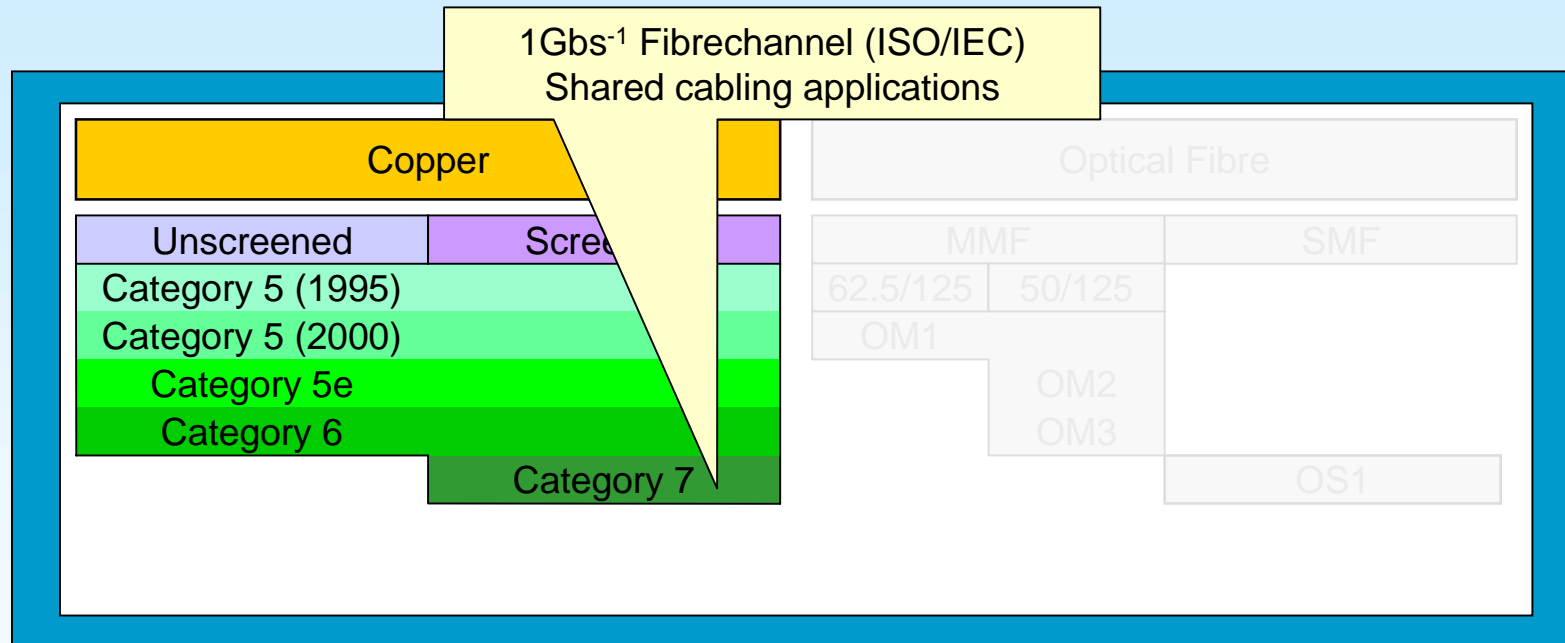 1Gbs-1 Fibrechannel (ISO/IEC)
Shared cabling applications
Copper
Optical Fibre
Unscreened
MMF
SMF
Category 5 (1995)
62.5/125
50/125
Category 5 (2000)
OM1
Category 5e
OM2
Category 6
OM3
Category 7
OS1